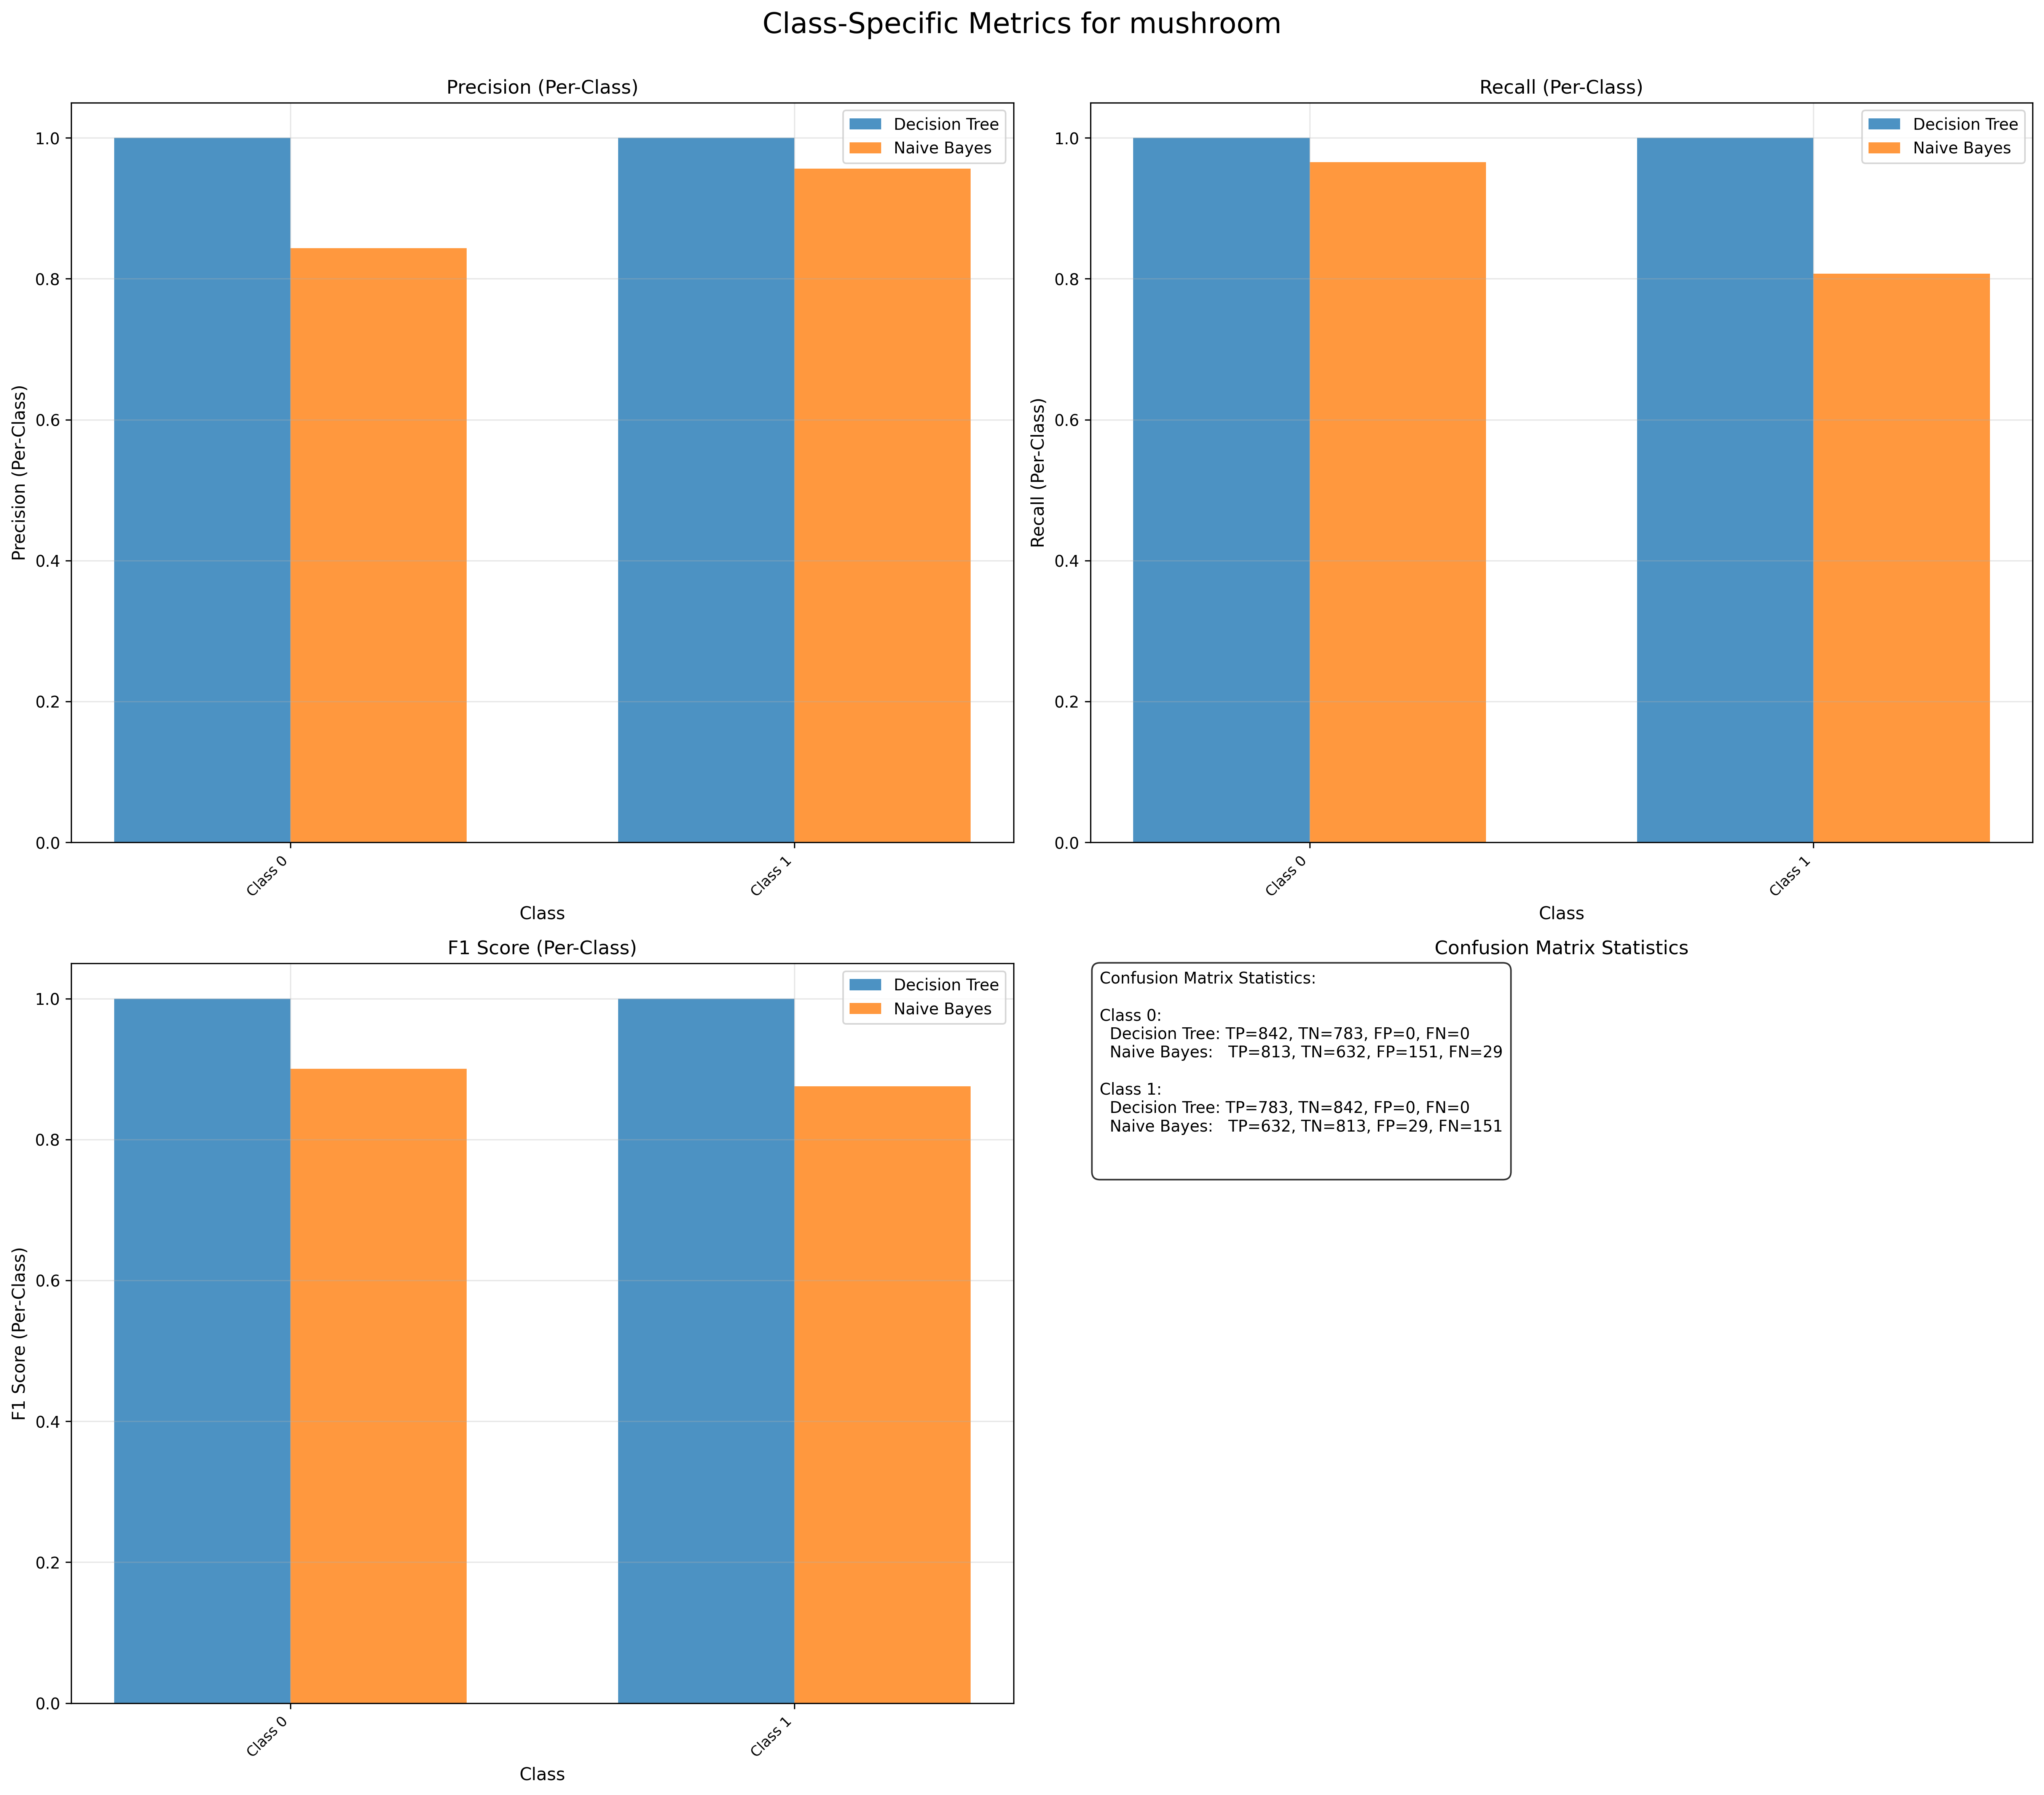 Class-Specific Metrics for mushroom
Precision (Per-Class)
Precision (Per-Class)
1.0
0.8
0.6
0.4
0.2
0.0
Decision Tree
Naive Bayes
Class 0
Class 1
Class
Recall (Per-Class)
Recall (Per-Class)
1.0
0.8
0.6
0.4
0.2
0.0
Decision Tree
Naive Bayes
Class 0
Class 1
Class
F1 Score (Per-Class)
F1 Score (Per-Class)
1.0
0.8
0.6
0.4
0.2
0.0
Decision Tree
Naive Bayes
Class 0
Class 1
Class
Confusion Matrix Statistics
Confusion Matrix Statistics:
Class 0:
Decision Tree: TP=842, TN=783, FP=0, FN=0
Naive Bayes: TP=813, TN=632, FP=151, FN=29
Class 1:
Decision Tree: TP=783, TN=842, FP=0, FN=0
Naive Bayes: TP=632, TN=813, FP=29, FN=151